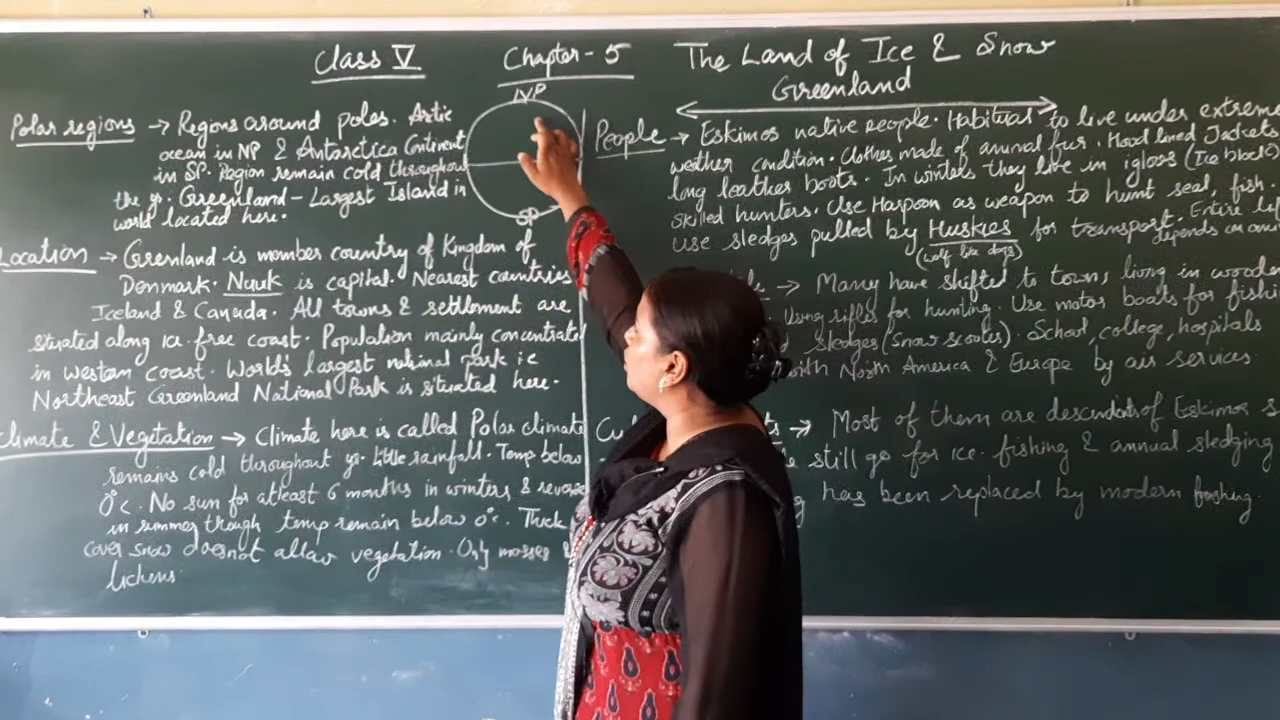 Class V
Chapter - 5
The Land of Ice & Snow
Greenland
NP
SP
Polar regions → Regions around poles. Artic
ocean in NP & Antarctica Continent
in SP. Region remain cold throughout
the yr. Greenland - Largest Island in
world located here.
Location → Greenland is member country of Kingdom of
Denmark. Nuuk is capital. Nearest countries
Iceland & Canada. All towns & settlement are
situated along ice-free coast. Population mainly concentrated
in western coast. World's largest national park ie
Northeast Greenland National Park is situated here.
Climate & Vegetation → Climate here is called Polar climate
remains cold throughout yr. Little rainfall. Temp below
0°c. No sun for atleast 6 months in winters & reverse
in summer though temp remain below 0°c. Thick
cover snow doesnot allow vegetation. Only mosses &
lichens.
People → Eskimos native people. Habitual to live under extreme
weather condition. Clothes made of animal fur. Hood lined Jackets
long leather boots. In winters they live in igloos (Ice block)
skilled hunters. Use Harpoon as weapon to hunt seal, fish.
Use sledges pulled by Huskies for transport. Entire
(wolf like dogs) depends on
→ Many have shifted to towns, living in wooden
Using rifles for hunting. Use motor boats for
sledges (Snow scooter). School, college, hospitals
with North America & Europe by air services.
→ Most of them are descendents of Eskimos
still go for ice-fishing & annual sledging
has been replaced by modern fishing.